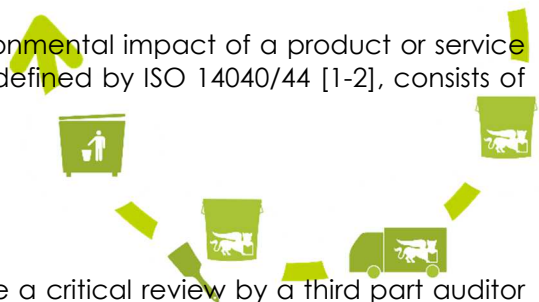 onmental impact of a product or service
defined by ISO 14040/44 [1-2], consists of
e a critical review by a third part auditor